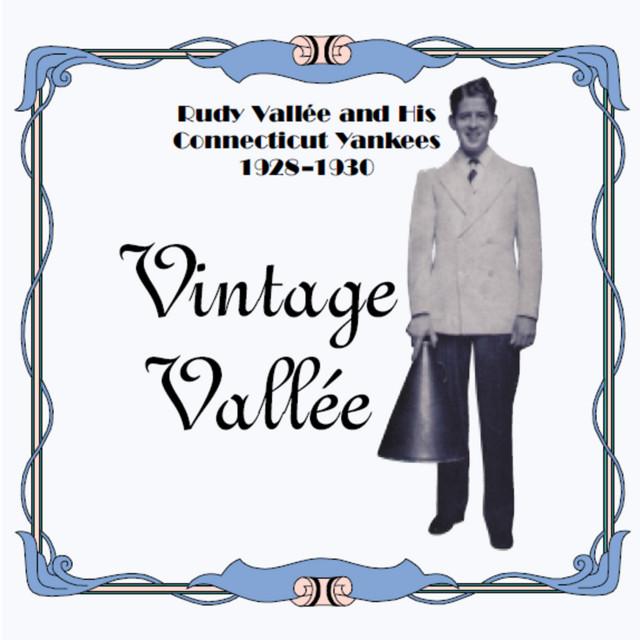 Rudy Vallée and His
Connecticut Yankees
1928-1930
Vintage
Vallée